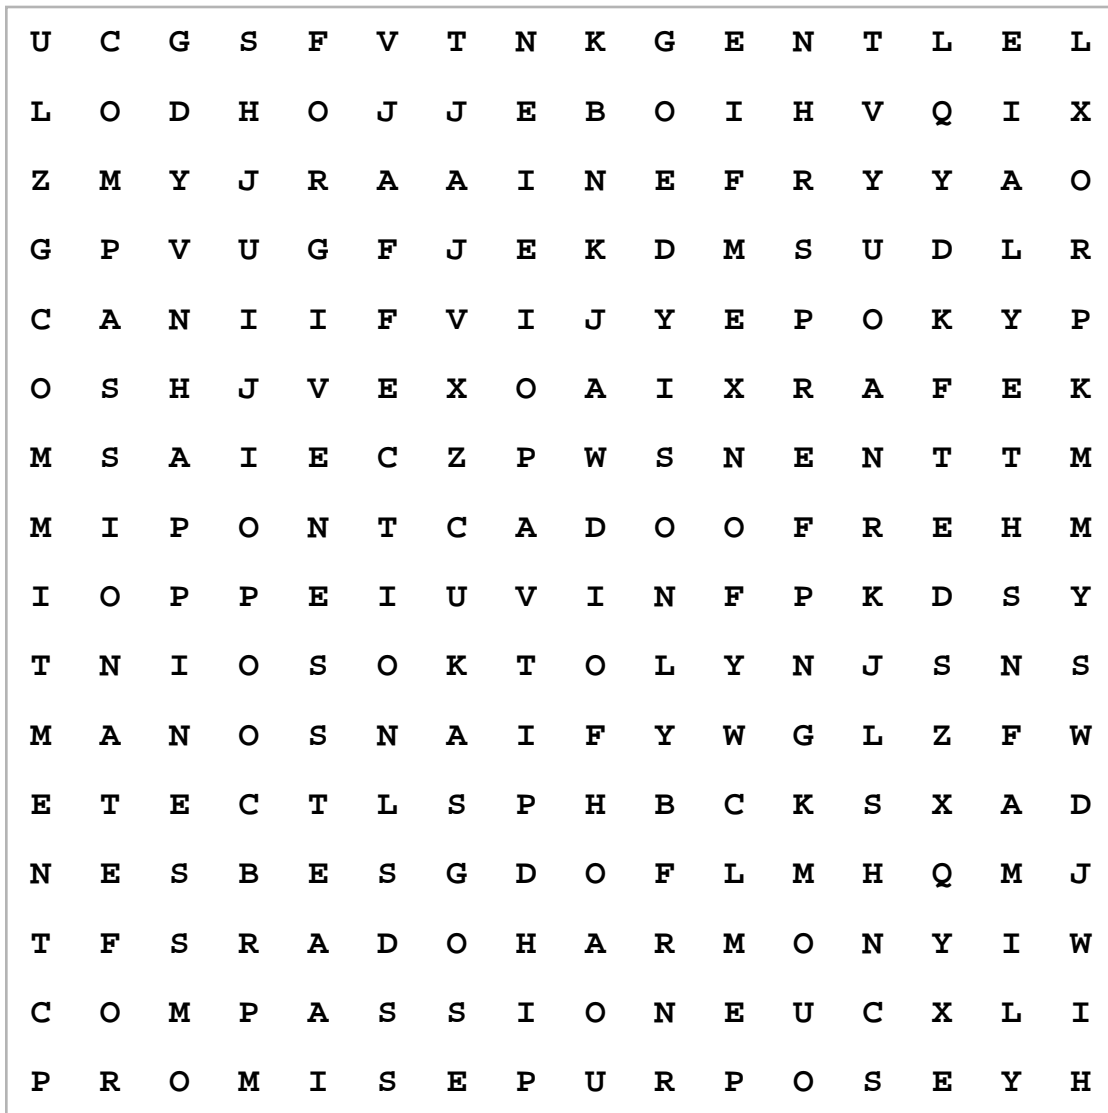 U C G S F V T N K G E N T L E L
L O D H O J J E B O I H V Q I X
Z M Y J R A A I N E F R Y Y A O
G P V U G F J E K D M S U D L R
C A N I I F V I J Y E P O K Y P
O S H J V E X O A I X R A F E K
M S A I E C Z P W S N E N T T M
M I P O N T C A D O O F R E H M
I O P P E I U V I N F P K D S Y
T N I O S O K T O L Y N J S N S
M A N O S N A I F Y W G L Z F W
E T E C T L S P H B C K S X A D
N E S B E S G D O F L M H Q M J
T F S R A D O H A R M O N Y I W
C O M P A S S I O N E U C X L I
P R O M I S E P U R P O S E Y H